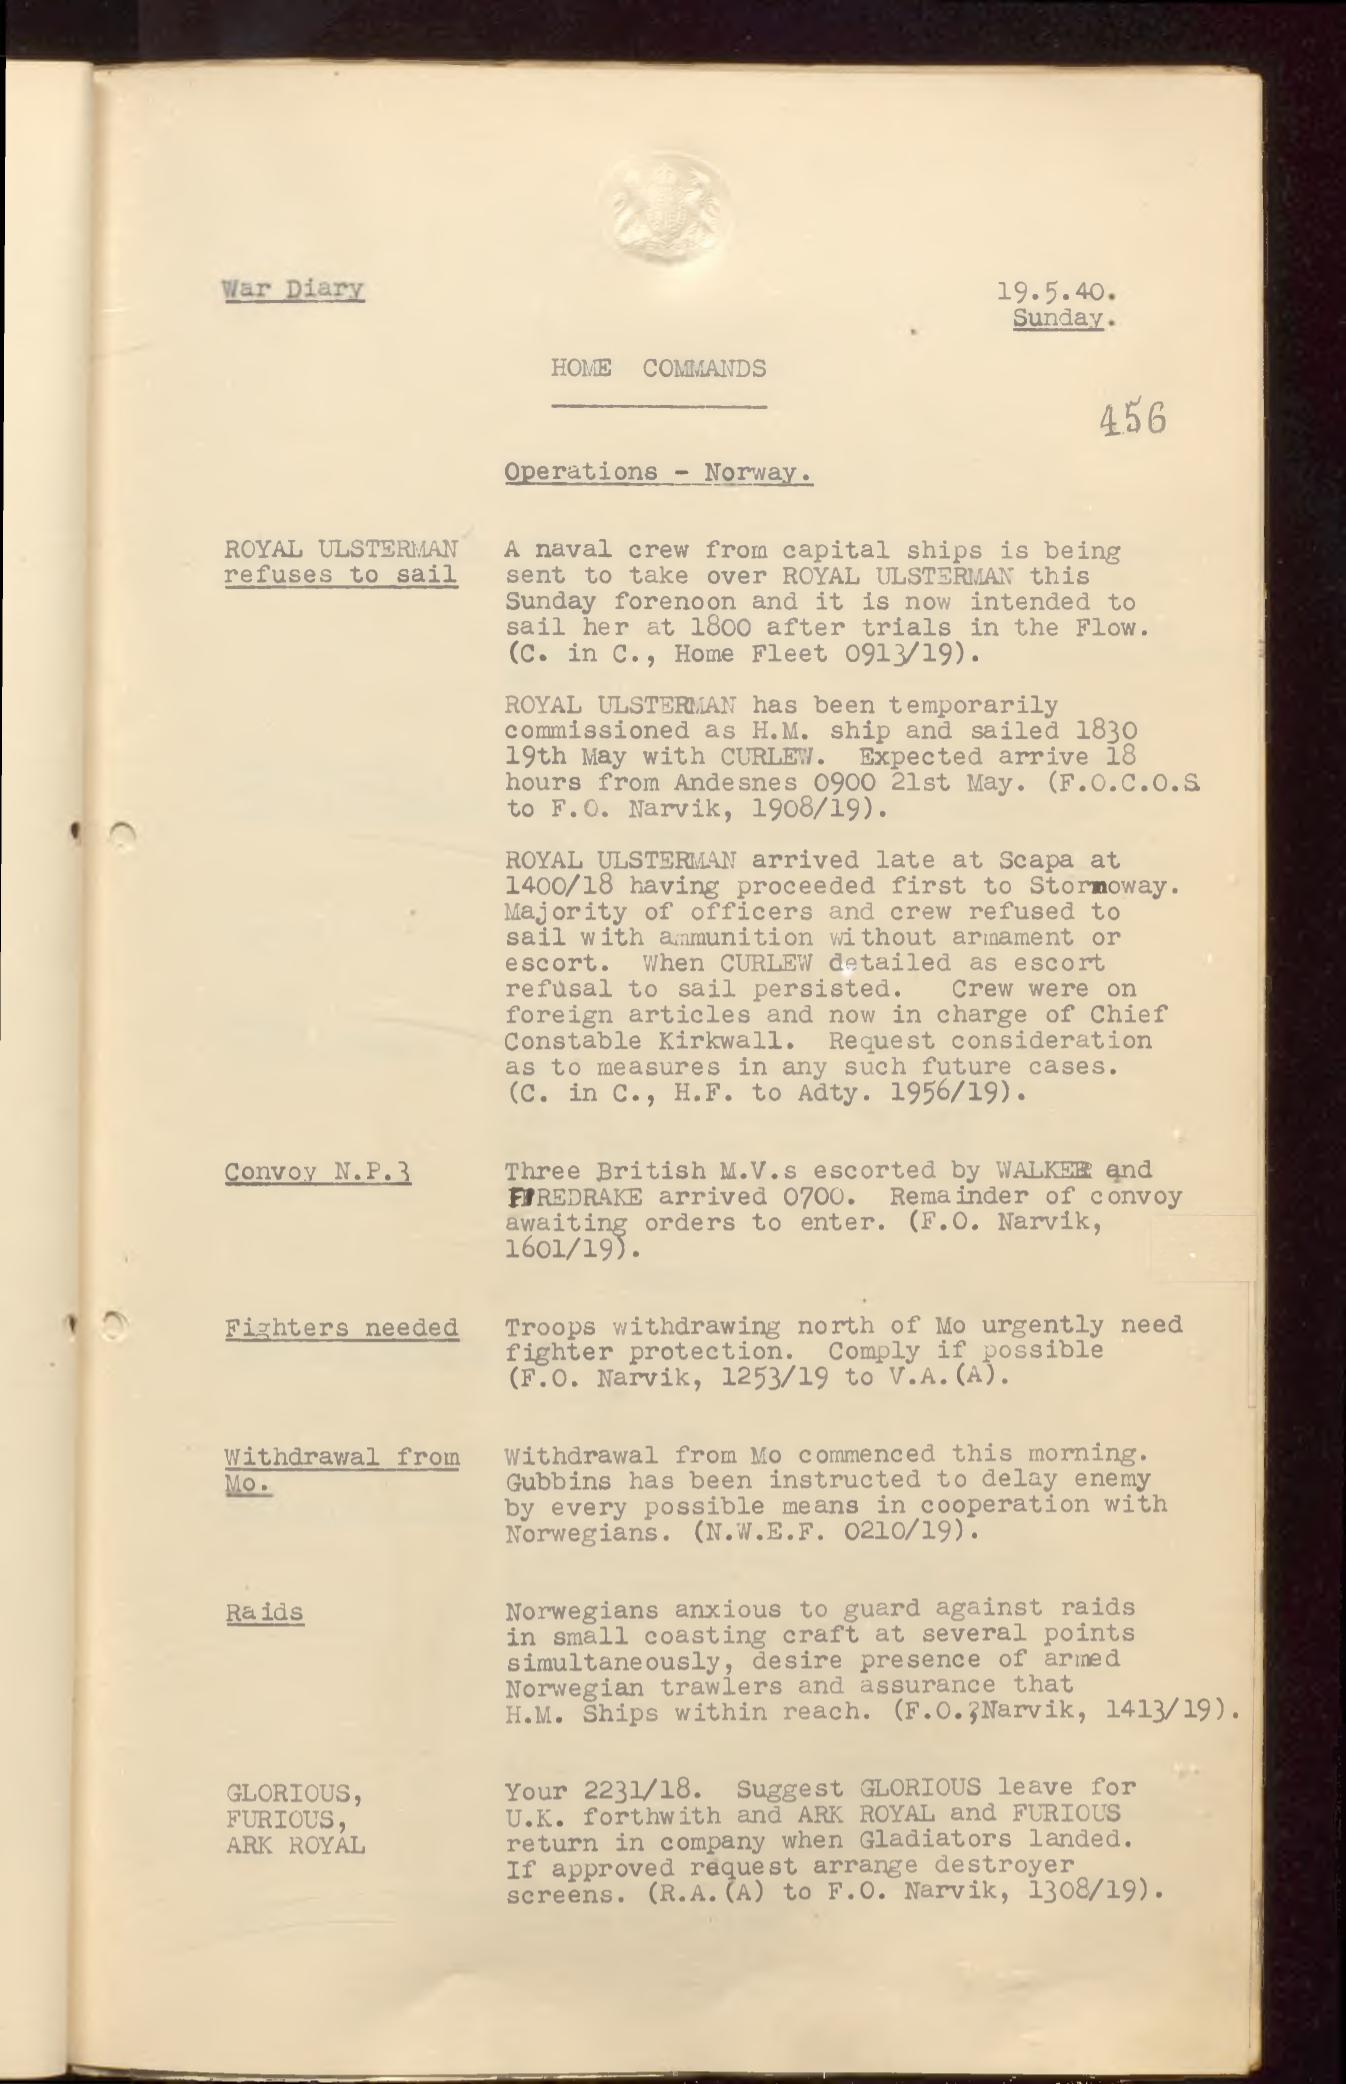 War Diary
19.5.40.
Sunday.
HOME COMMANDS
456
Operations - Norway.
ROYAL ULSTERMAN
refuses to sail
A naval crew from capital ships is being
sent to take over ROYAL ULSTERMAN this
Sunday forenoon and it is now intended to
sail her at 1800 after trials in the Flow.
(C. in C., Home Fleet 0913/19).
ROYAL ULSTERMAN has been temporarily
commissioned as H.M. ship and sailed 1830
19th May with CURLEW. Expected arrive 18
hours from Andesnes 0900 21st May. (F.O.C.O.S
to F.O. Narvik, 1908/19).
ROYAL ULSTERMAN arrived late at Scapa at
1400/18 having proceeded first to Stornoway.
Majority of officers and crew refused to
sail with ammunition without armament or
escort. When CURLEW detailed as escort
refusal to sail persisted. Crew were on
foreign articles and now in charge of Chief
Constable Kirkwall. Request consideration
as to measures in any such future cases.
(C. in C., H.F. to Adty. 1956/19).
Convoy N.P.3
Three British M.V.s escorted by WALKER and
FIREDRAKE arrived 0700. Remainder of convoy
awaiting orders to enter. (F.O. Narvik,
1601/19).
Fighters needed
Troops withdrawing north of Mo urgently need
fighter protection. Comply if possible
(F.O. Narvik, 1253/19 to V.A.(A).
Withdrawal from
Mo.
Withdrawal from Mo commenced this morning.
Gubbins has been instructed to delay enemy
by every possible means in cooperation with
Norwegians. (N.W.E.F. 0210/19).
Raids
Norwegians anxious to guard against raids
in small coasting craft at several points
simultaneously, desire presence of armed
Norwegian trawlers and assurance that
H.M. Ships within reach. (F.O.?Narvik, 1413/19).
GLORIOUS,
FURIOUS,
ARK ROYAL
Your 2231/18. Suggest GLORIOUS leave for
U.K. forthwith and ARK ROYAL and FURIOUS
return in company when Gladiators landed.
If approved request arrange destroyer
screens. (R.A.(A) to F.O. Narvik, 1308/19).